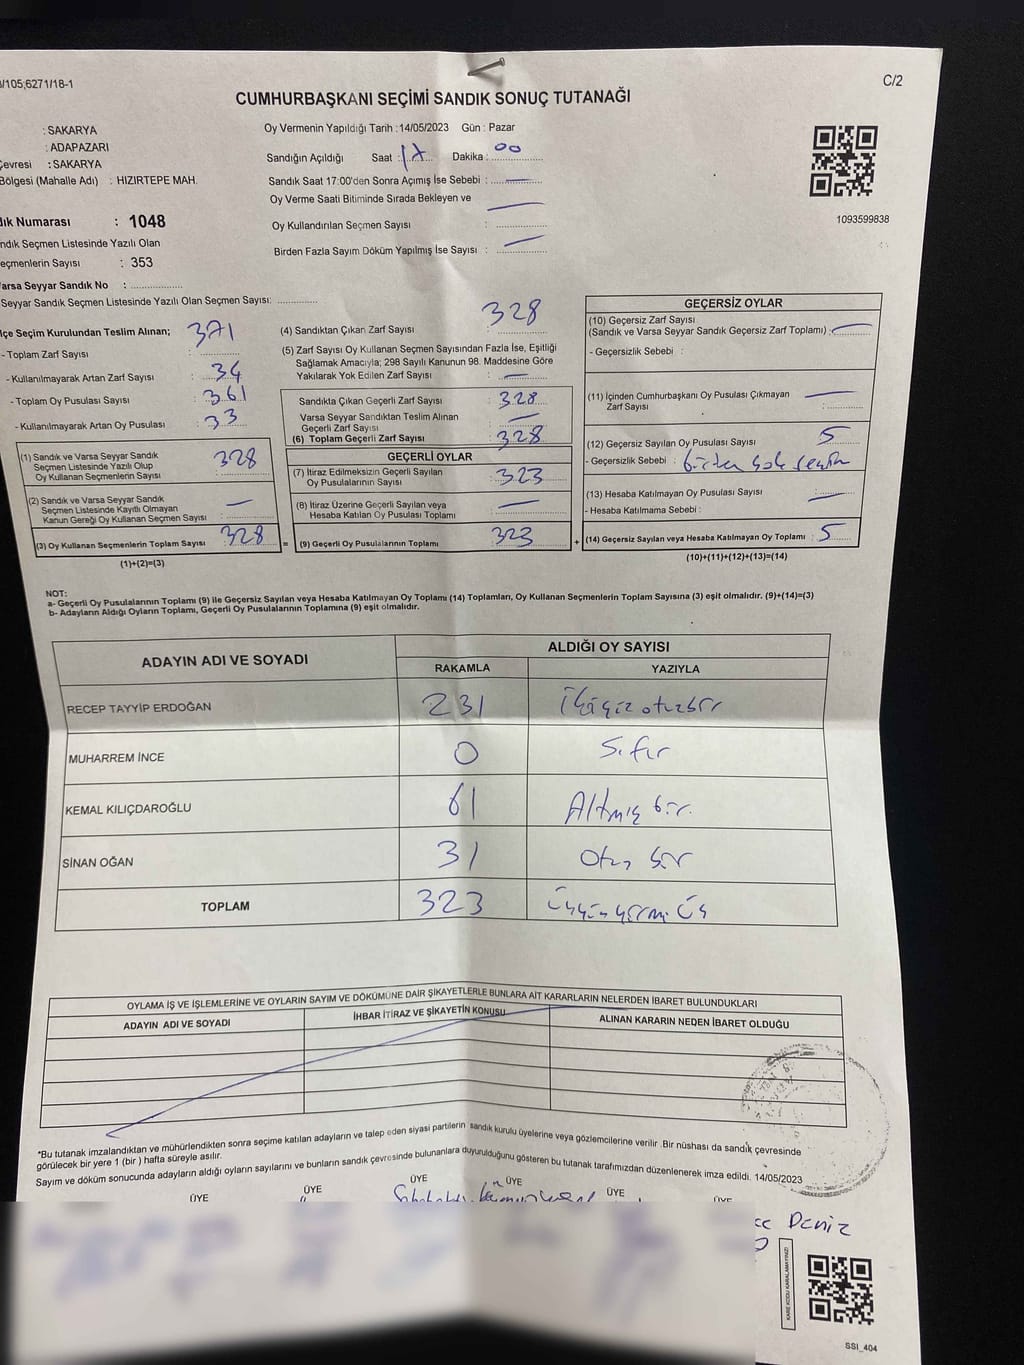 /105;6271/18-1
C/2
CUMHURBAŞKANI SEÇİMİ SANDIK SONUÇ TUTANAĞI
: SAKARYA
: ADAPAZARI
: SAKARYA
Bölgesi (Mahalle Adı) : HIZIRTEPE MAH.
Oy Vermenin Yapıldığı Tarih : 14/05/2023 Gün : Pazar
Sandığın Açıldığı Saat : 17 Dakika : 00
Sandık Saat 17:00'den Sonra Açımış İse Sebebi : —
Oy Verme Saati Bitiminde Sırada Bekleyen ve —
Oy Kullandırılan Seçmen Sayısı :
Birden Fazla Sayım Döküm Yapılmış İse Sayısı : —
1093599838
Numarası : 1048
Seçmen Listesinde Yazılı Olan
Sayısı : 353
Varsa Seyyar Sandık No :
Seyyar Sandık Seçmen Listesinde Yazılı Olan Seçmen Sayısı:
Seçim Kurulundan Teslim Alınan; 371
- Toplam Zarf Sayısı :
- Kullanılmayarak Artan Zarf Sayısı : 34
- Toplam Oy Pusulası Sayısı : 361
- Kullanılmayarak Artan Oy Pusulası : 33
(1) Sandık ve Varsa Seyyar Sandık
Seçmen Listesinde Yazılı Olup
Oy Kullanan Seçmenlerin Sayısı : 328
(2) Sandık ve Varsa Seyyar Sandık
Seçmen Listesinde Kayıtlı Olmayan
Kanun Gereği Oy Kullanan Seçmen Sayısı : —
(3) Oy Kullanan Seçmenlerin Toplam Sayısı : 328
(1)+(2)=(3)
(4) Sandıktan Çıkan Zarf Sayısı : 328
(5) Zarf Sayısı Oy Kullanan Seçmen Sayısından Fazla İse, Eşitliği
Sağlamak Amacıyla; 298 Sayılı Kanunun 98. Maddesine Göre
Yakılarak Yok Edilen Zarf Sayısı : —
Sandıkta Çıkan Geçerli Zarf Sayısı : 328
Varsa Seyyar Sandıktan Teslim Alınan
Geçerli Zarf Sayısı : —
(6) Toplam Geçerli Zarf Sayısı : 328
GEÇERLİ OYLAR
(7) İtiraz Edilmeksizin Geçerli Sayılan
Oy Pusulalarının Sayısı : 323
(8) İtiraz Üzerine Geçerli Sayılan veya
Hesaba Katılan Oy Pusulası Toplamı : —
= (9) Geçerli Oy Pusulalarının Toplamı : 323
GEÇERSİZ OYLAR
(10) Geçersiz Zarf Sayısı
(Sandık ve Varsa Seyyar Sandık Geçersiz Zarf Toplamı) : —
- Geçersizlik Sebebi :
(11) İçinden Cumhurbaşkanı Oy Pusulası Çıkmayan
Zarf Sayısı : —
(12) Geçersiz Sayılan Oy Pusulası Sayısı : 5
- Geçersizlik Sebebi : birden
(13) Hesaba Katılmayan Oy Pusulası Sayısı : —
- Hesaba Katılmama Sebebi :
+ (14) Geçersiz Sayılan veya Hesaba Katılmayan Oy Toplamı : 5
(10)+(11)+(12)+(13)=(14)
NOT:
a- Geçerli Oy Pusulalarının Toplamı (9) ile Geçersiz Sayılan veya Hesaba Katılmayan Oy Toplamı (14) Toplamları, Oy Kullanan Seçmenlerin Toplam Sayısına (3) eşit olmalıdır. (9)+(14)=(3)
b- Adayların Aldığı Oyların Toplamı, Geçerli Oy Pusulalarının Toplamına (9) eşit olmalıdır.
ADAYIN ADI VE SOYADI
ALDIĞI OY SAYISI
RAKAMLA YAZIYLA
RECEP TAYYİP ERDOĞAN 231 ikiyüz otuzbir
MUHARREM İNCE 0 Sıfır
KEMAL KILIÇDAROĞLU 61 Altmış bir.
SİNAN OĞAN 31 Otuz bir
TOPLAM 323 Üçyüzyirmi üç
OYLAMA İŞ VE İŞLEMLERİNE VE OYLARIN SAYIM VE DÖKÜMÜNE DAİR ŞİKAYETLERLE BUNLARA AİT KARARLARIN NELERDEN İBARET BULUNDUKLARI
ADAYIN ADI VE SOYADI İHBAR İTİRAZ VE ŞİKAYETİN KONUSU ALINAN KARARIN NEDEN İBARET OLDUĞU
*Bu tutanak imzalandıktan ve mühürlendikten sonra seçime katılan adayların ve talep eden siyasi partilerin sandık kurulu üyelerine veya gözlemcilerine verilir .Bir nüshası da sandık çevresinde
görülecek bir yere 1 (bir ) hafta süreyle asılır.
Sayım ve döküm sonucunda adayların aldığı oyların sayılarını ve bunların sandık çevresinde bulunanlara duyurulduğunu gösteren bu tutanak tarafımızdan düzenlenerek imza edildi. 14/05/2023
ÜYE ÜYE ÜYE ÜYE ÜYE
Deniz
KARE KODU KARALAMAYINIZ!
SSI_404